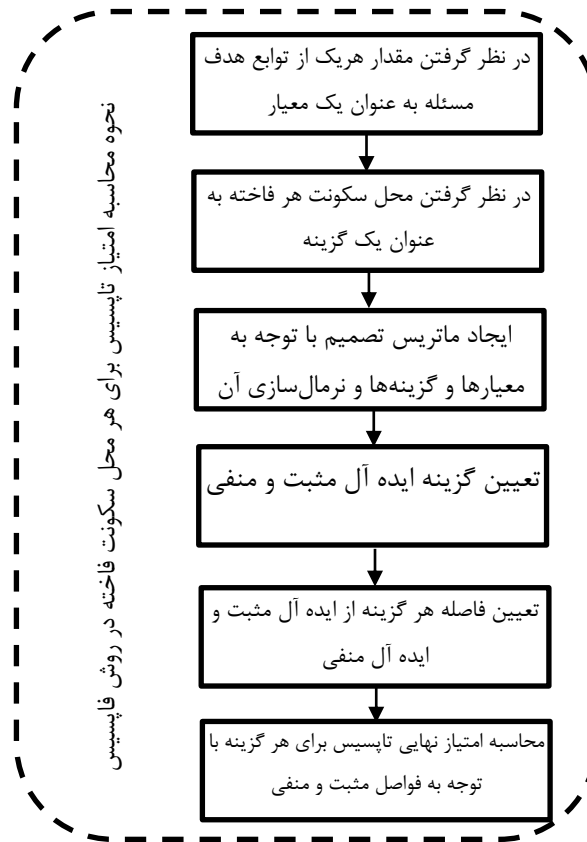 نحوه محاسبه امتیاز تاپسیس برای هر محل سکونت فاخته در روش فاپسیس
در نظر گرفتن مقدار هریک از توابع هدف
مسئله به عنوان یک معیار
در نظر گرفتن محل سکونت هر فاخته به
عنوان یک گزینه
ایجاد ماتریس تصمیم با توجه به
معیارها و گزینه‌ها و نرمال‌سازی آن
تعیین گزینه ایده آل مثبت و منفی
تعیین فاصله هر گزینه از ایده آل مثبت و
ایده آل منفی
محاسبه امتیاز نهایی تاپسیس برای هر گزینه با
توجه به فواصل مثبت و منفی